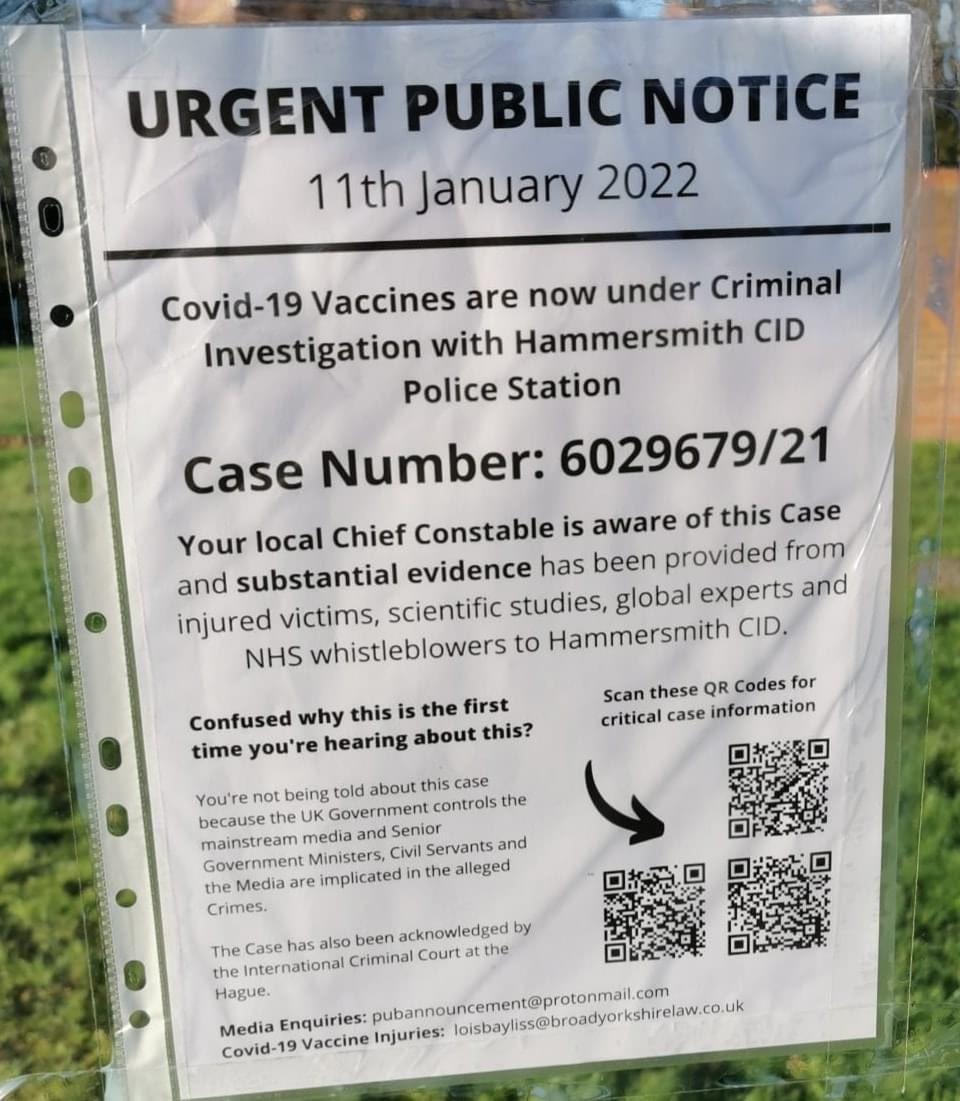 URGENT PUBLIC NOTICE
11th January 2022
Covid-19 Vaccines are now under Criminal
Investigation with Hammersmith CID
Police Station
Case Number: 6029679/21
Your local Chief Constable is aware of this Case
and substantial evidence has been provided from
injured victims, scientific studies, global experts and
NHS whistleblowers to Hammersmith CID.
Confused why this is the first
time you're hearing about this?
You're not being told about this case
because the UK Government controls the
mainstream media and Senior
Government Ministers, Civil Servants and
the Media are implicated in the alleged
Crimes.
The Case has also been acknowledged by
the International Criminal Court at the
Hague.
Scan these QR Codes for
critical case information
Media Enquiries: pubannouncement@protonmail.com
Covid-19 Vaccine Injuries: loisbayliss@broadyorkshirelaw.co.uk